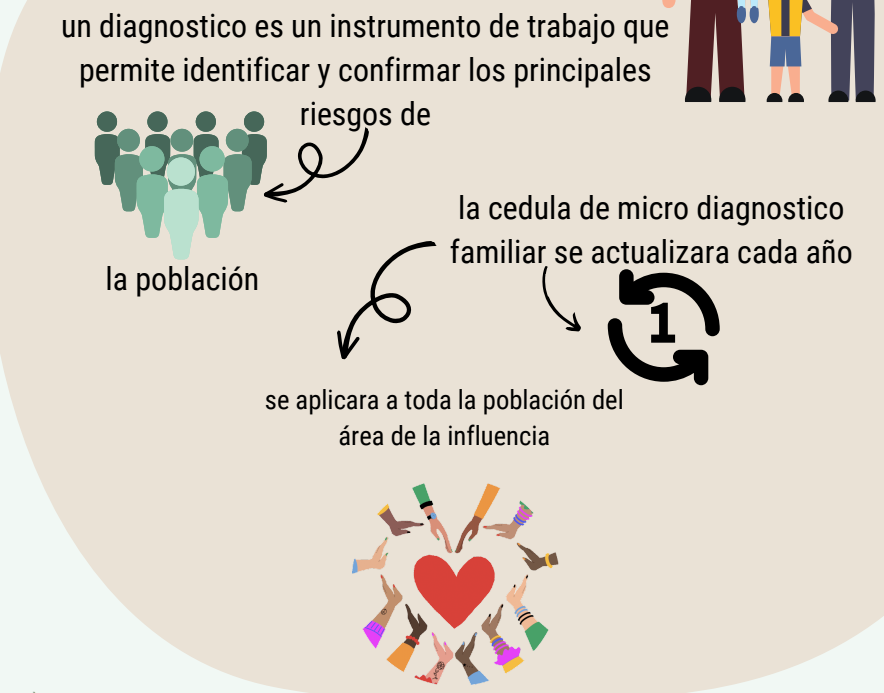 un diagnostico es un instrumento de trabajo que
permite identificar y confirmar los principales
riesgos de
la población
la cedula de micro diagnostico
familiar se actualizara cada año
1
se aplicara a toda la población del
área de la influencia